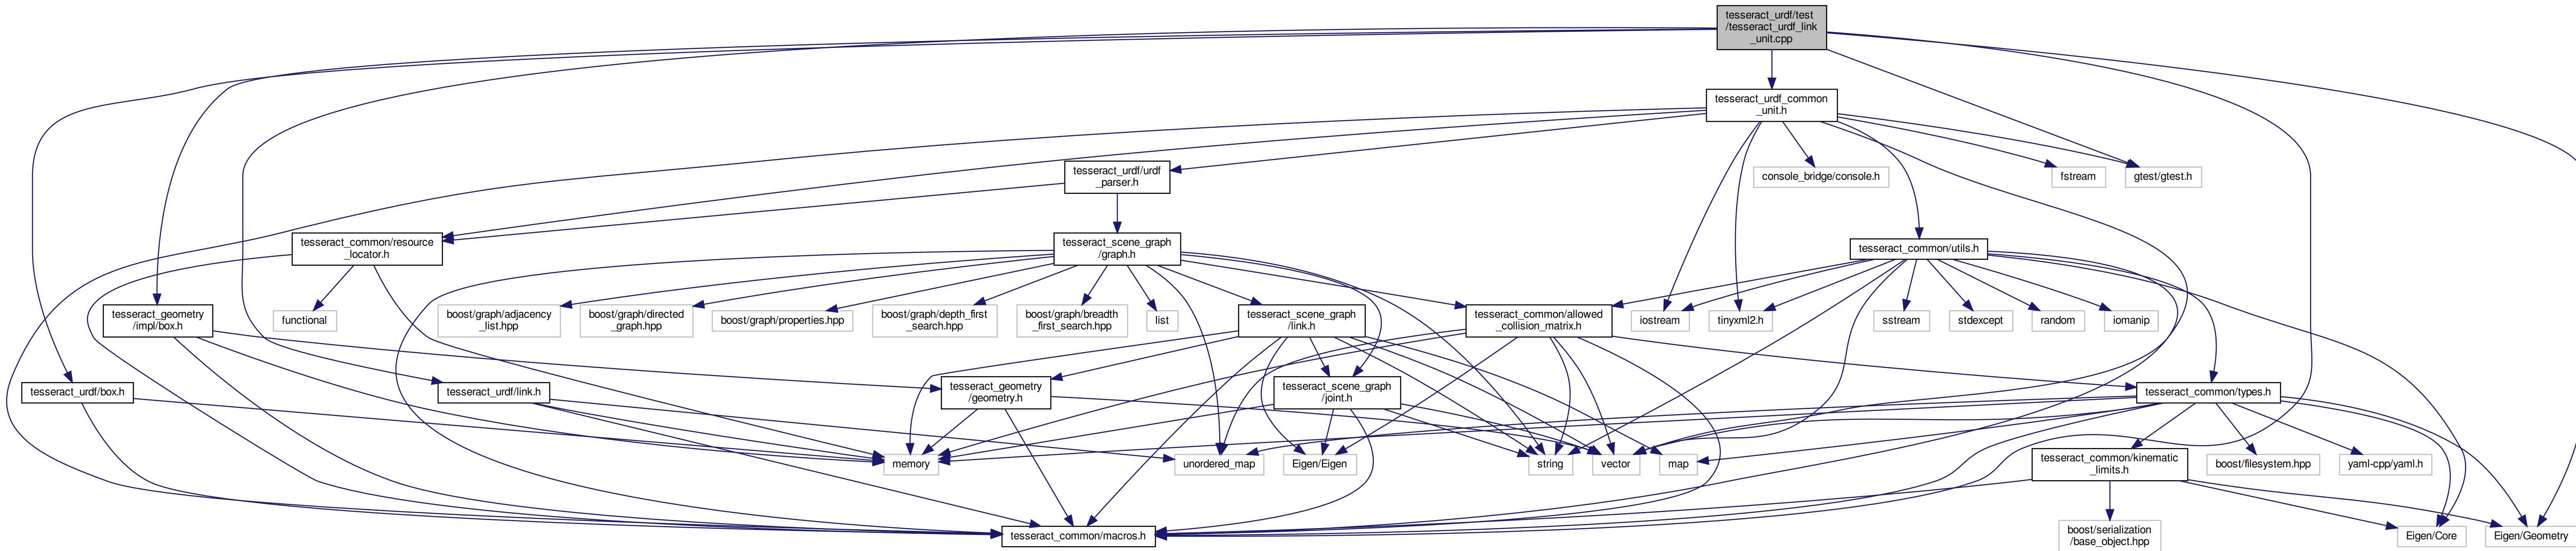 tesseract_urdf/test
/tesseract_urdf_link
_unit.cpp
tesseract_urdf_common
_unit.h
tesseract_urdf/urdf
_parser.h
console_bridge/console.h
fstream
gtest/gtest.h
tesseract_common/resource
_locator.h
tesseract_scene_graph
/graph.h
tesseract_common/utils.h
tesseract_geometry
/impl/box.h
functional
boost/graph/adjacency
_list.hpp
boost/graph/directed
_graph.hpp
boost/graph/properties.hpp
boost/graph/depth_first
_search.hpp
boost/graph/breadth
_first_search.hpp
list
tesseract_scene_graph
/link.h
tesseract_common/allowed
_collision_matrix.h
iostream
tinyxml2.h
sstream
stdexcept
random
iomanip
tesseract_urdf/box.h
tesseract_urdf/link.h
tesseract_geometry
/geometry.h
tesseract_scene_graph
/joint.h
tesseract_common/types.h
memory
unordered_map
Eigen/Eigen
string
vector
map
tesseract_common/kinematic
_limits.h
boost/filesystem.hpp
yaml-cpp/yaml.h
tesseract_common/macros.h
boost/serialization
/base_object.hpp
Eigen/Core
Eigen/Geometry